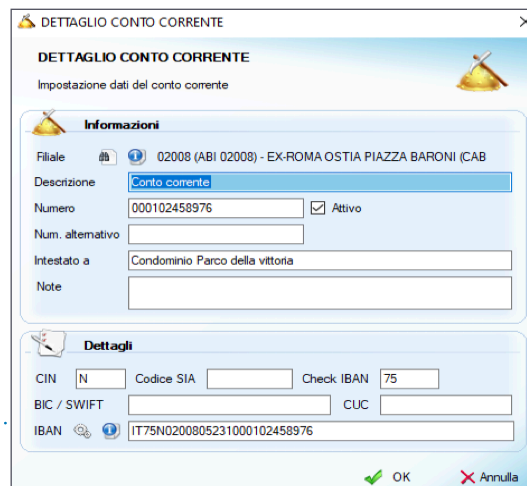 DETTAGLIO CONTO CORRENTE
DETTAGLIO CONTO CORRENTE
Impostazione dati del conto corrente
Informazioni
Filiale 02008 (ABI 02008) - EX-ROMA OSTIA PIAZZA BARONI (CAB
Descrizione Conto corrente
Numero 000102458976 Attivo
Num. alternativo
Intestato a Condominio Parco della vittoria
Note
Dettagli
CIN N Codice SIA Check IBAN 75
BIC / SWIFT CUC
IBAN IT75N0200805231000102458976
OK Annulla